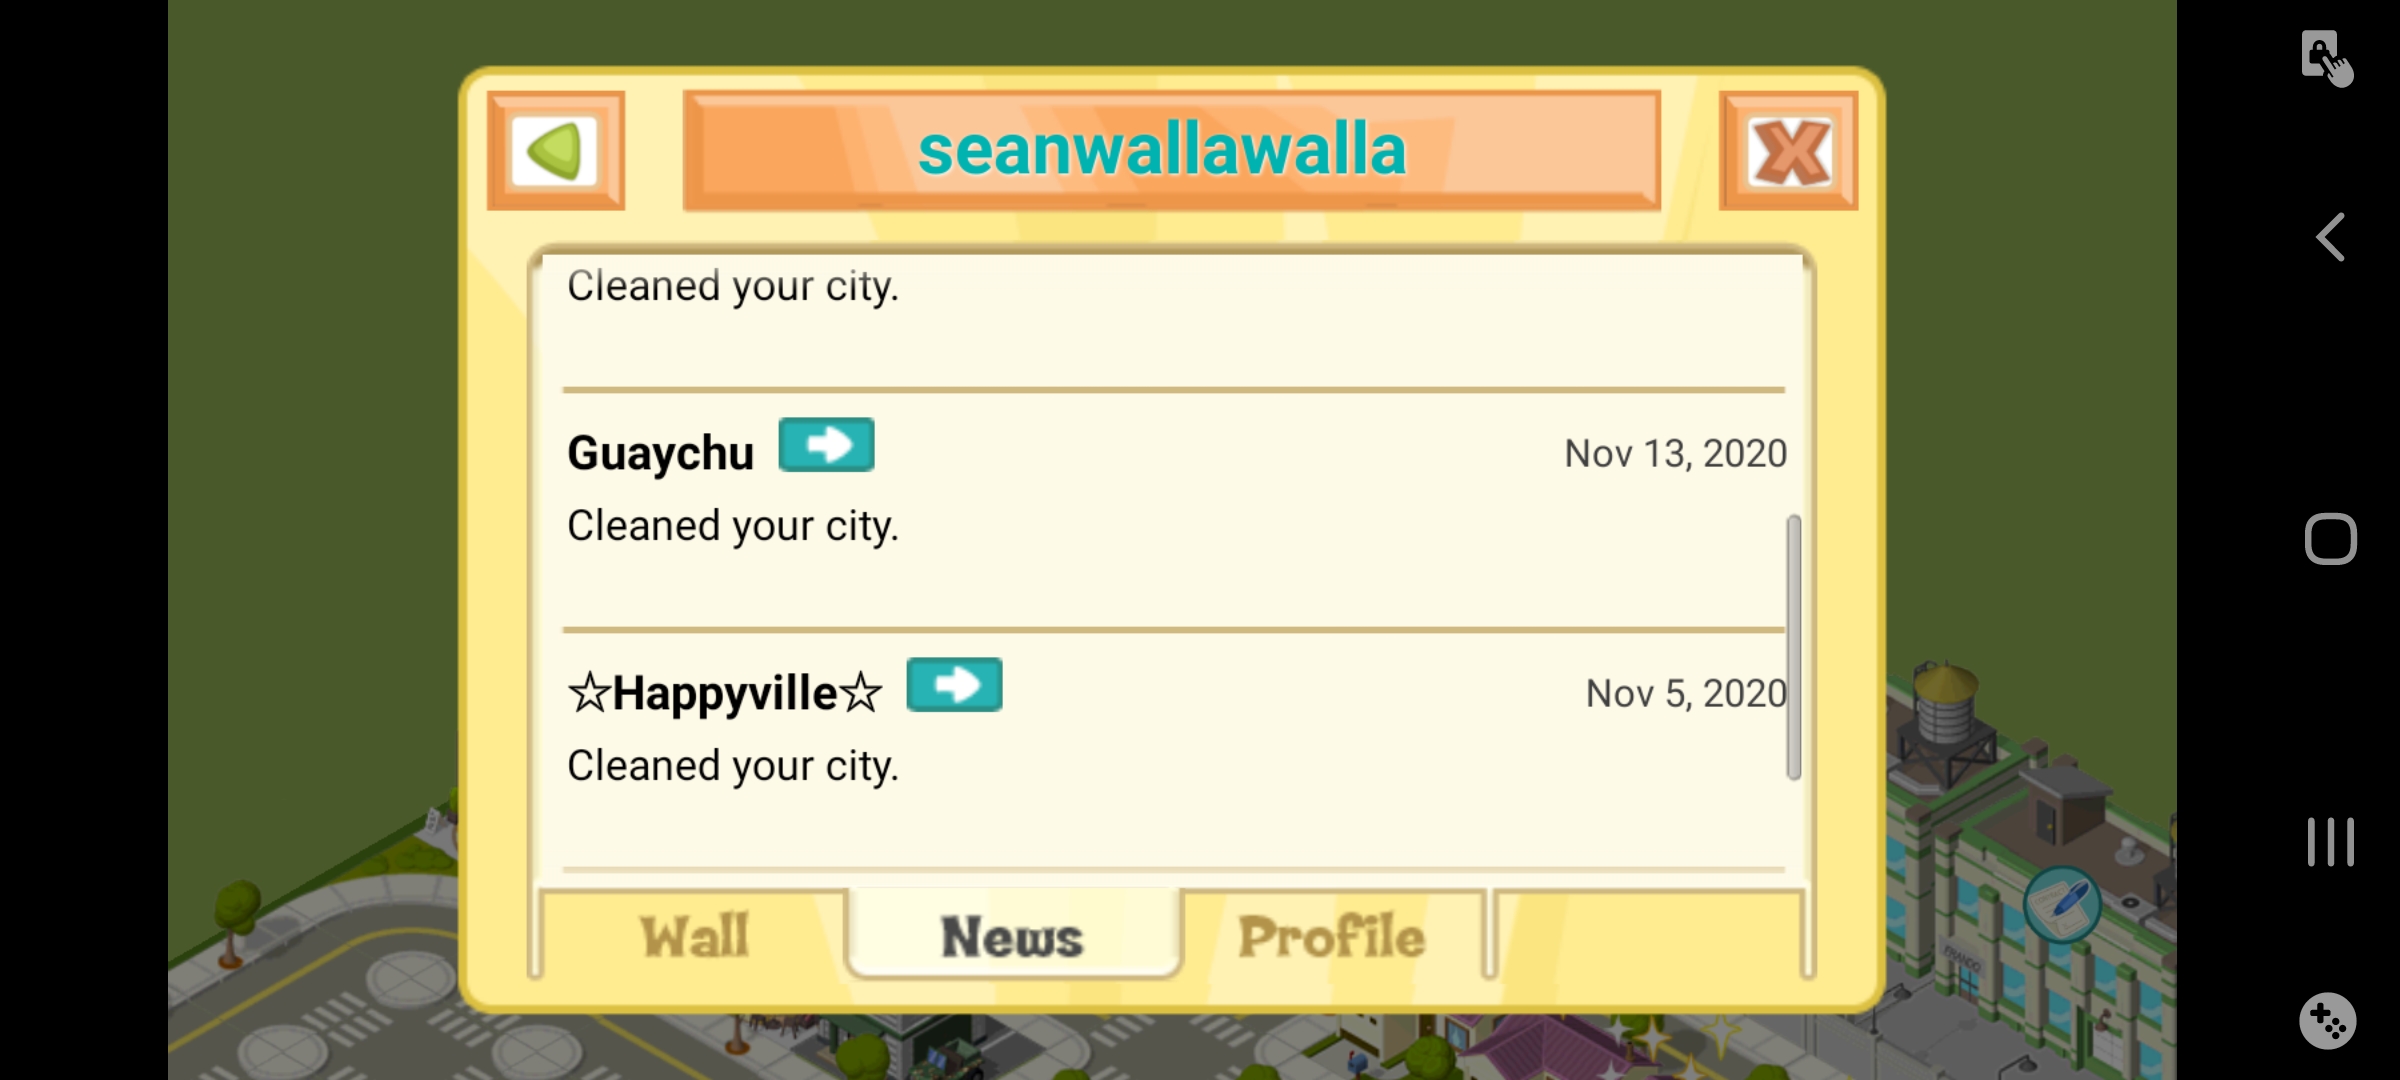 seanwallawalla
Cleaned your city.
Guaychu
Nov 13, 2020
Cleaned your city.
☆Happyville☆
Nov 5, 2020
Cleaned your city.
Wall
News
Profile